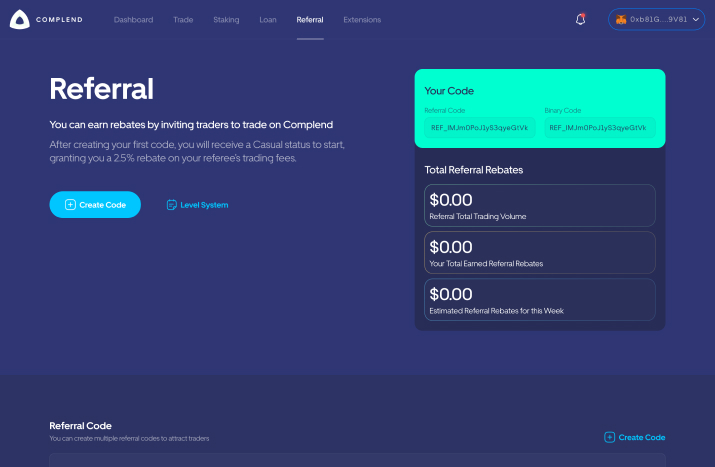 COMPLEND Dashboard Trade Staking Loan Referral Extensions 0xb81G...9V81
Referral
You can earn rebates by inviting traders to trade on Complend
After creating your first code, you will receive a Casual status to start,
granting you a 2.5% rebate on your referee's trading fees.
Create Code Level System
Your Code
Referral Code Binary Code
REF_IMJm0PoJ1yS3qyeGtVk REF_IMJm0PoJ1yS3qyeGtVk
Total Referral Rebates
$0.00
Referral Total Trading Volume
$0.00
Your Total Earned Referral Rebates
$0.00
Estimated Referral Rebates for this Week
Referral Code
You can create multiple referral codes to attract traders
Create Code